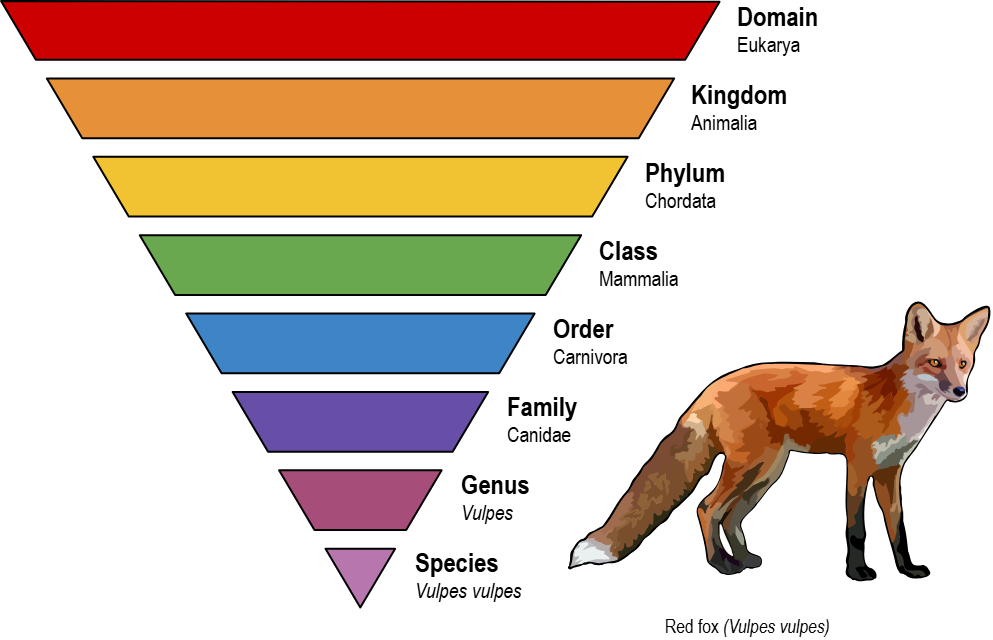 Domain
Eukarya
Kingdom
Animalia
Phylum
Chordata
Class
Mammalia
Order
Carnivora
Family
Canidae
Genus
Vulpes
Species
Vulpes vulpes
Red fox (Vulpes vulpes)